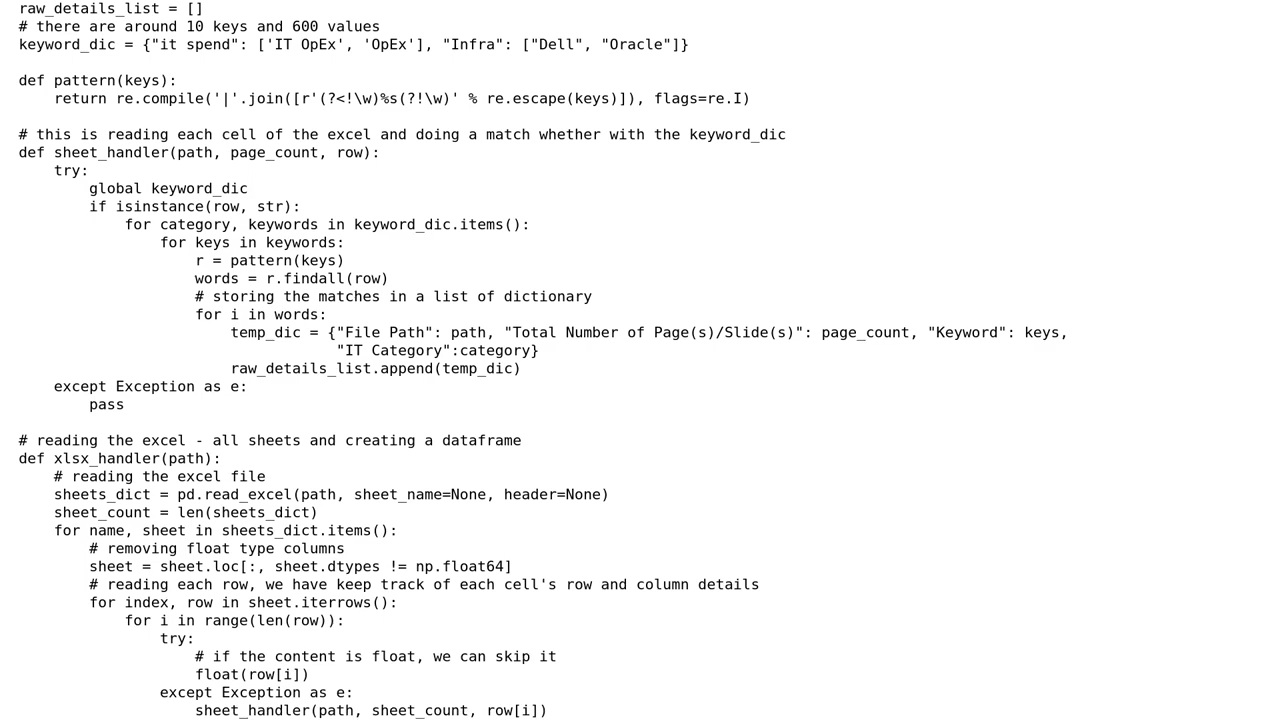 raw_details_list = []
# there are around 10 keys and 600 values
keyword_dic = {"it spend": ['IT OpEx', 'OpEx'], "Infra": ["Dell", "Oracle"]}

def pattern(keys):
    return re.compile('|'.join([r'(?<!\w)%s(?!\w)' % re.escape(keys)]), flags=re.I)

# this is reading each cell of the excel and doing a match whether with the keyword_dic
def sheet_handler(path, page_count, row):
    try:
        global keyword_dic
        if isinstance(row, str):
            for category, keywords in keyword_dic.items():
                for keys in keywords:
                    r = pattern(keys)
                    words = r.findall(row)
                    # storing the matches in a list of dictionary
                    for i in words:
                        temp_dic = {"File Path": path, "Total Number of Page(s)/Slide(s)": page_count, "Keyword": keys,
                                    "IT Category":category}
                        raw_details_list.append(temp_dic)
    except Exception as e:
        pass

# reading the excel - all sheets and creating a dataframe
def xlsx_handler(path):
    # reading the excel file
    sheets_dict = pd.read_excel(path, sheet_name=None, header=None)
    sheet_count = len(sheets_dict)
    for name, sheet in sheets_dict.items():
        # removing float type columns
        sheet = sheet.loc[:, sheet.dtypes != np.float64]
        # reading each row, we have keep track of each cell's row and column details
        for index, row in sheet.iterrows():
            for i in range(len(row)):
                try:
                    # if the content is float, we can skip it
                    float(row[i])
                except Exception as e:
                    sheet_handler(path, sheet_count, row[i])